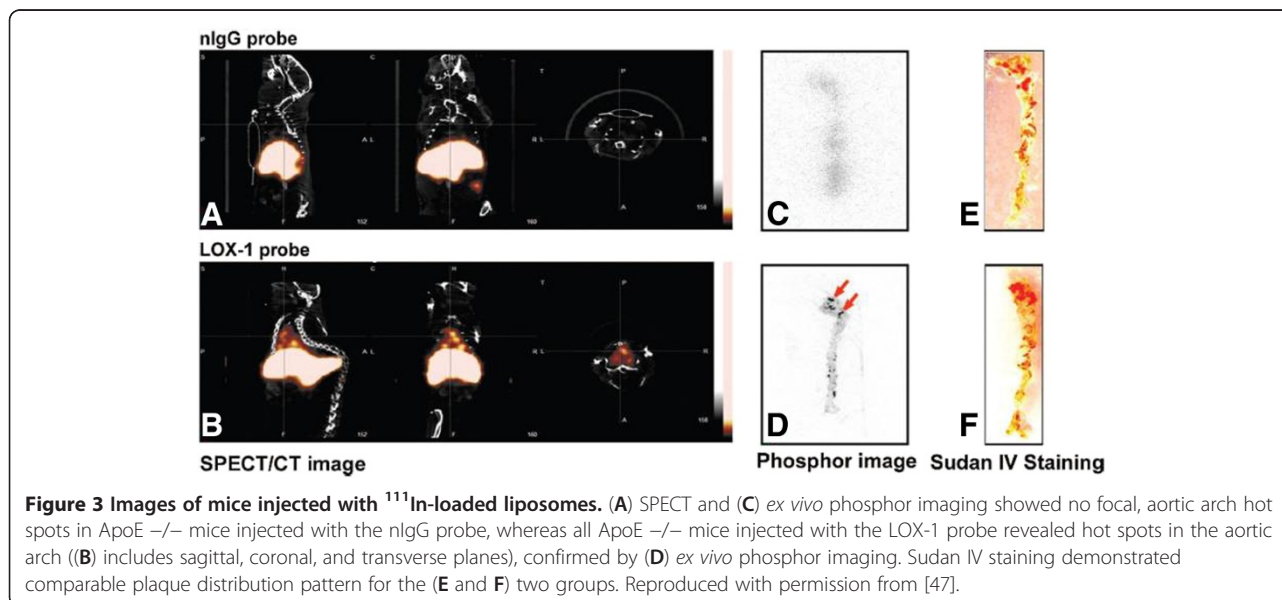 nIgG probe
A
C
E
LOX-1 probe
B
D
F
SPECT/CT image
Phosphor image
Sudan IV Staining
Figure 3 Images of mice injected with ¹¹¹In-loaded liposomes. (A) SPECT and (C) ex vivo phosphor imaging showed no focal, aortic arch hot
spots in ApoE −/− mice injected with the nIgG probe, whereas all ApoE −/− mice injected with the LOX-1 probe revealed hot spots in the aortic
arch ((B) includes sagittal, coronal, and transverse planes), confirmed by (D) ex vivo phosphor imaging. Sudan IV staining demonstrated
comparable plaque distribution pattern for the (E and F) two groups. Reproduced with permission from [47].